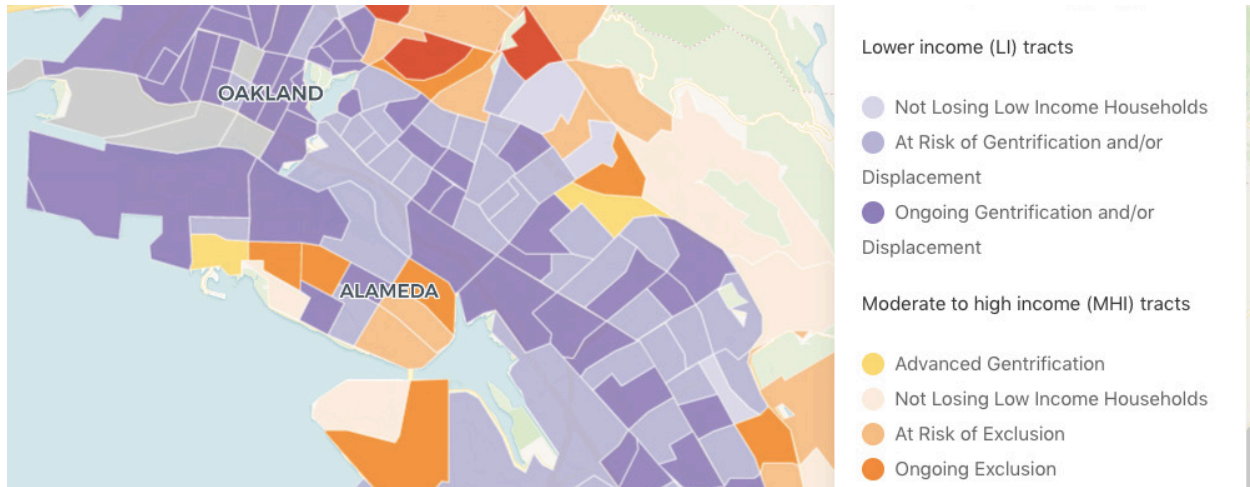 OAKLAND
ALAMEDA
Lower income (LI) tracts
Not Losing Low Income Households
At Risk of Gentrification and/or
Displacement
Ongoing Gentrification and/or
Displacement
Moderate to high income (MHI) tracts
Advanced Gentrification
Not Losing Low Income Households
At Risk of Exclusion
Ongoing Exclusion